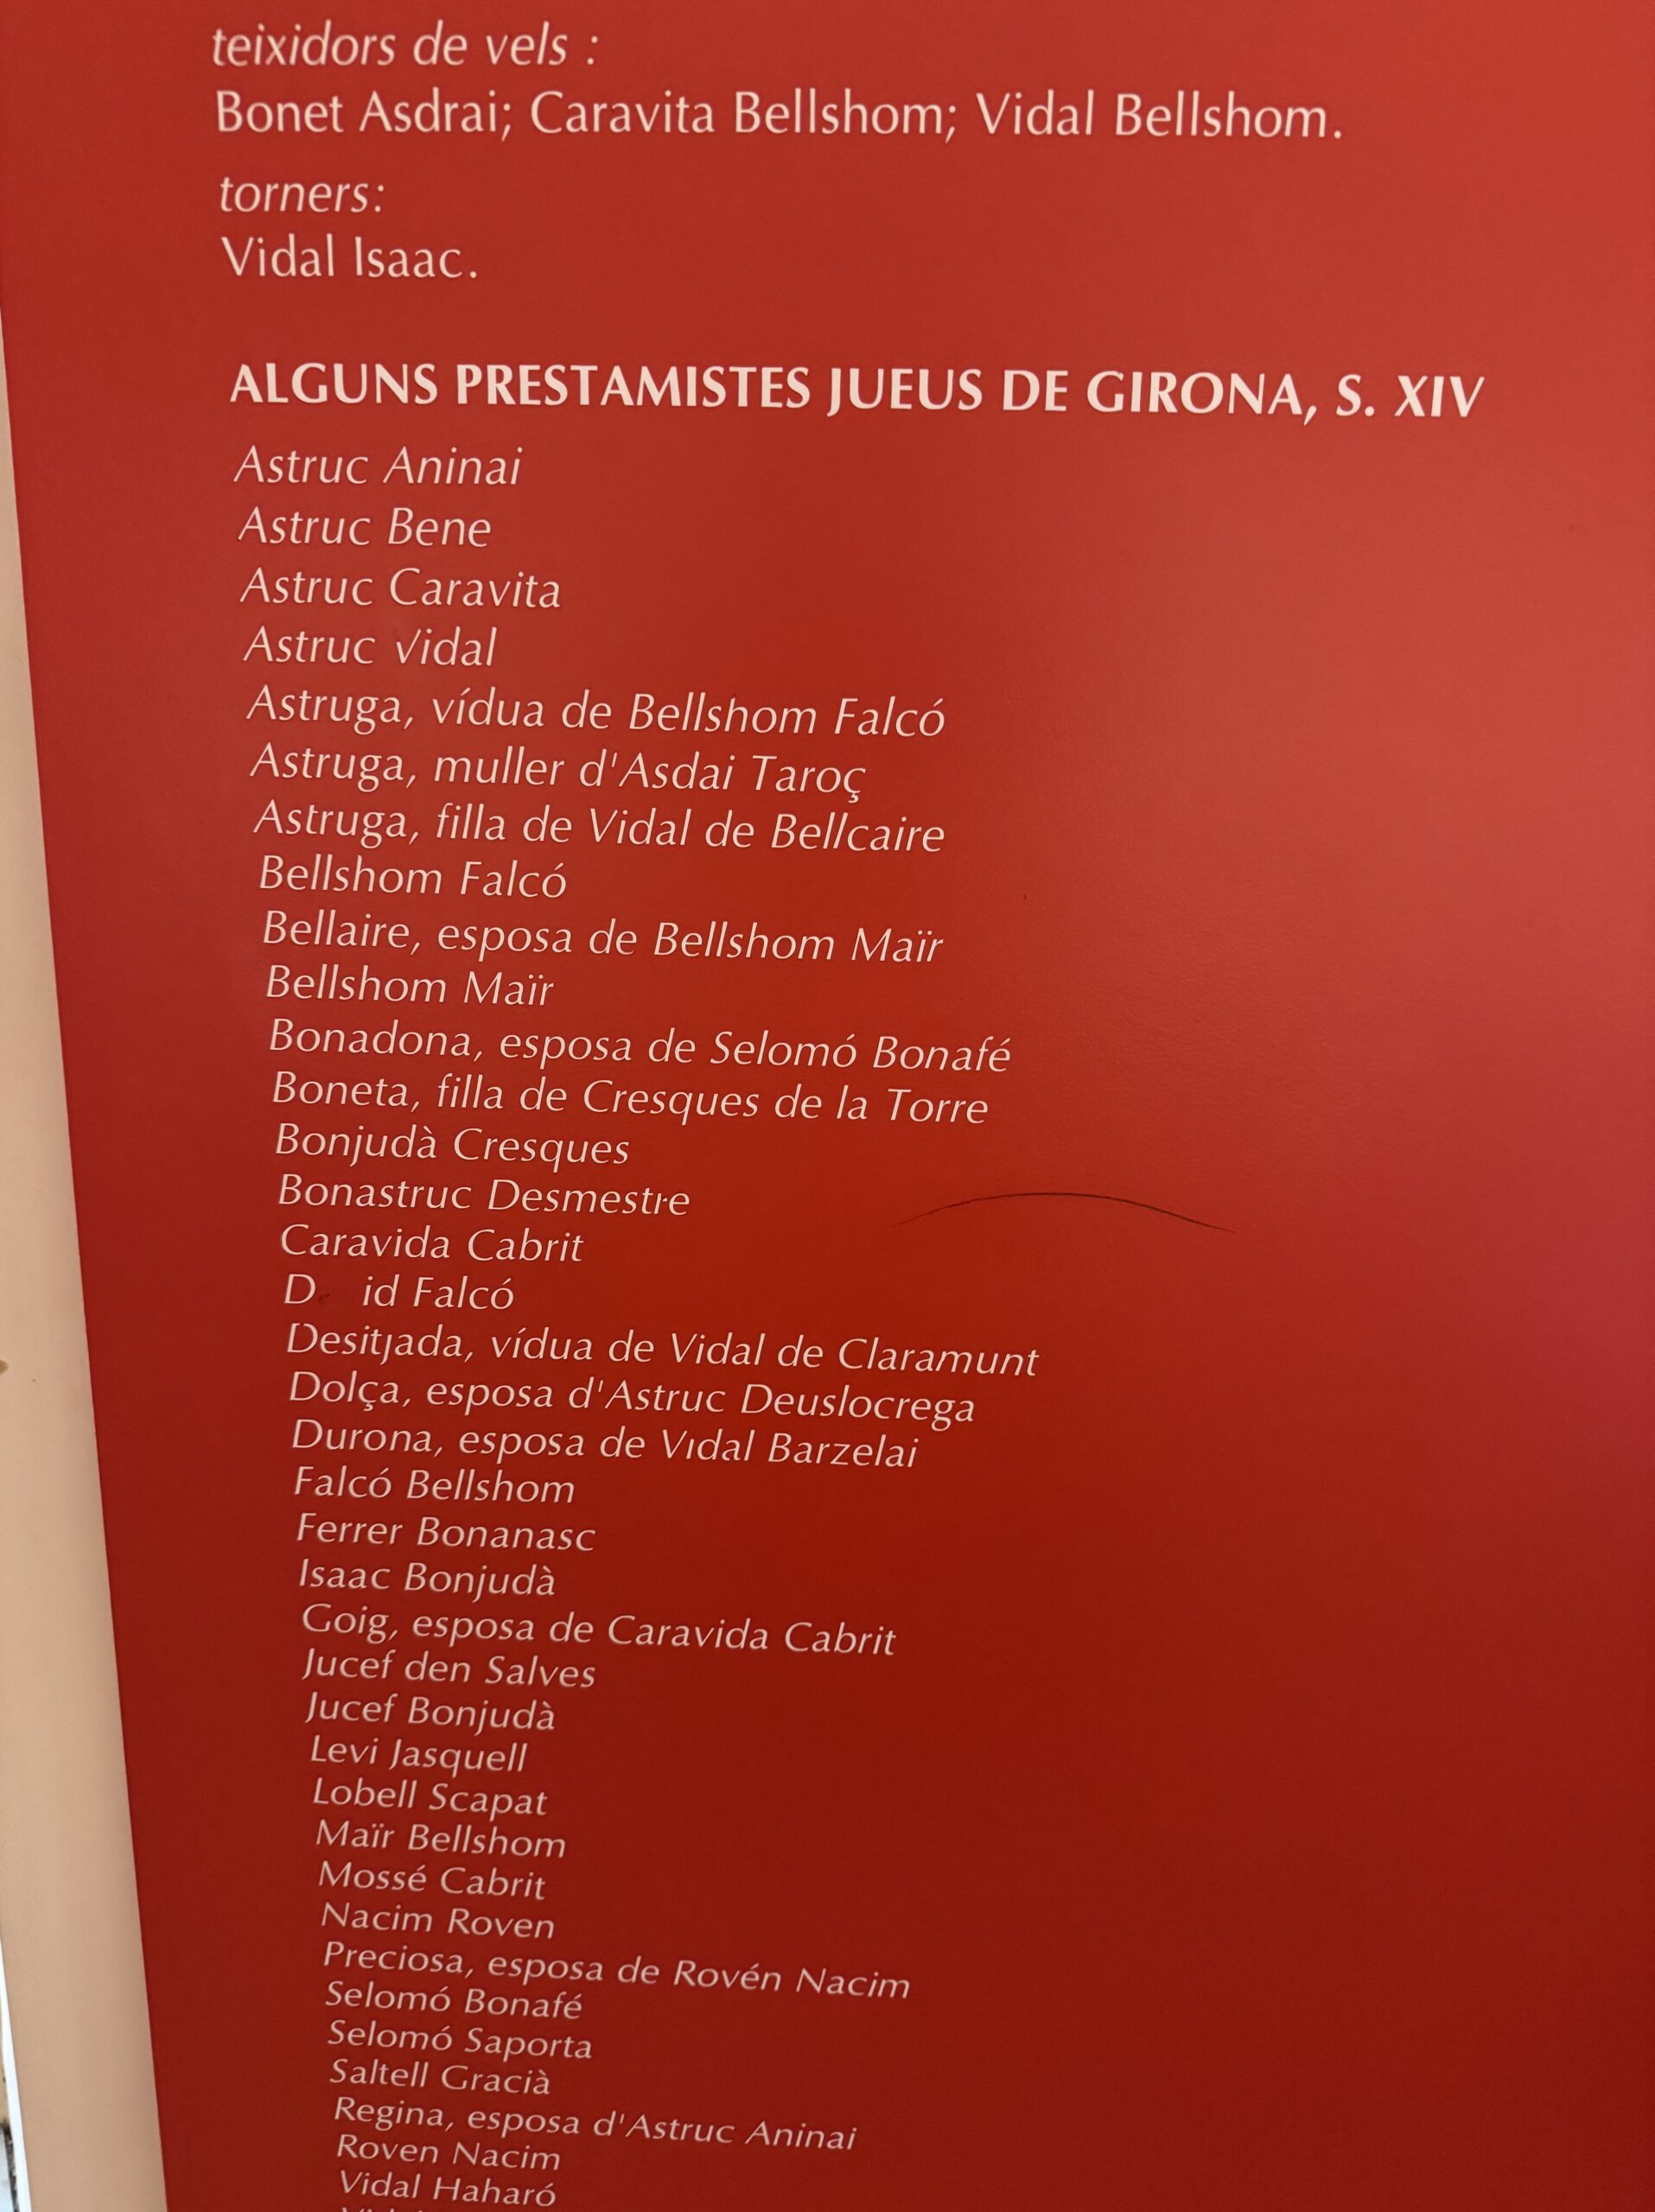 teixidors de vels :
Bonet Asdrai; Caravita Bellshom; Vidal Bellshom.
torners:
Vidal Isaac.
ALGUNS PRESTAMISTES JUEUS DE GIRONA, S. XIV
Astruc Aninai
Astruc Bene
Astruc Caravita
Astruc Vidal
Astruga, vídua de Bellshom Falcó
Astruga, muller d'Asdai Taroç
Astruga, filla de Vidal de Bellcaire
Bellshom Falcó
Bellaire, esposa de Bellshom Maïr
Bellshom Maïr
Bonadona, esposa de Selomó Bonafé
Boneta, filla de Cresques de la Torre
Bonjudà Cresques
Bonastruc Desmestre
Caravida Cabrit
D id Falcó
Desitjada, vídua de Vidal de Claramunt
Dolça, esposa d'Astruc Deuslocrega
Durona, esposa de Vidal Barzelai
Falcó Bellshom
Ferrer Bonanasc
Isaac Bonjudà
Goig, esposa de Caravida Cabrit
Jucef den Salves
Jucef Bonjudà
Levi Jasquell
Lobell Scapat
Maïr Bellshom
Mossé Cabrit
Nacim Roven
Preciosa, esposa de Rovén Nacim
Selomó Bonafé
Selomó Saporta
Saltell Gracià
Regina, esposa d'Astruc Aninai
Roven Nacim
Vidal Haharó